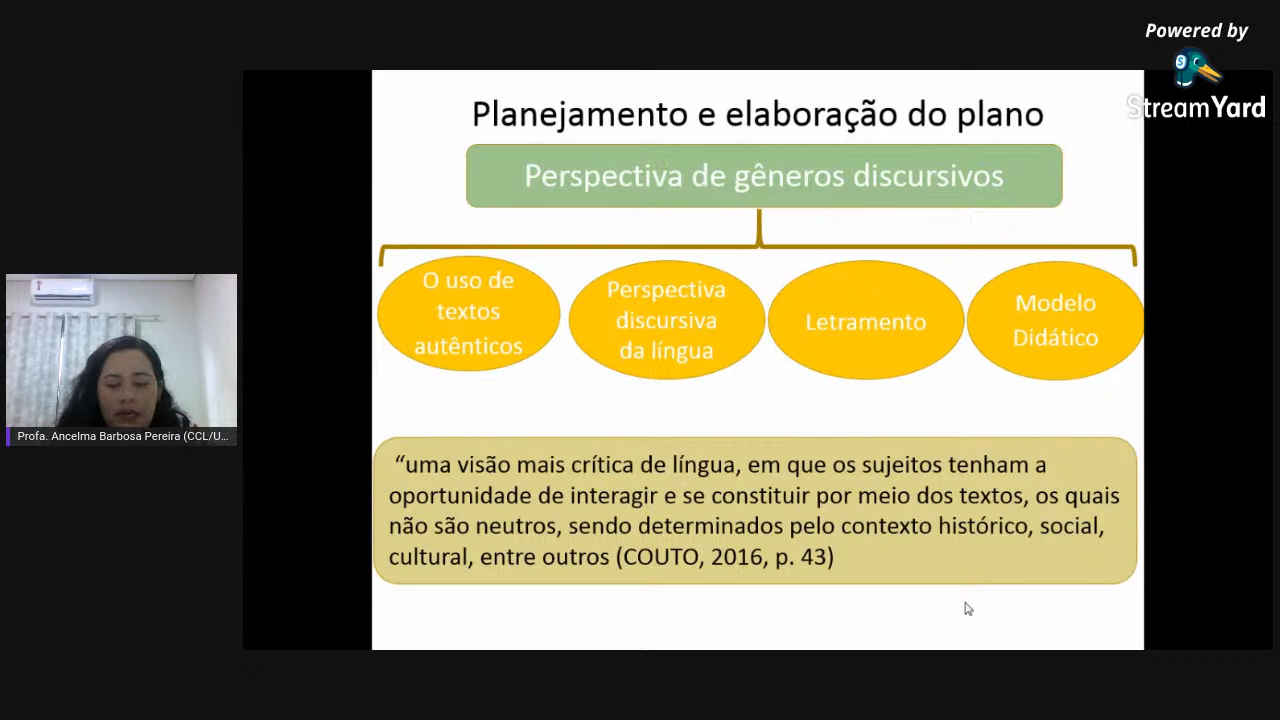 Powered by
StreamYard
Planejamento e elaboração do plano
Perspectiva de gêneros discursivos
O uso de
textos
autênticos
Perspectiva
discursiva
da língua
Letramento
Modelo
Didático
Profa. Ancelma Barbosa Pereira (CCL/U...
“uma visão mais crítica de língua, em que os sujeitos tenham a
oportunidade de interagir e se constituir por meio dos textos, os quais
não são neutros, sendo determinados pelo contexto histórico, social,
cultural, entre outros (COUTO, 2016, p. 43)